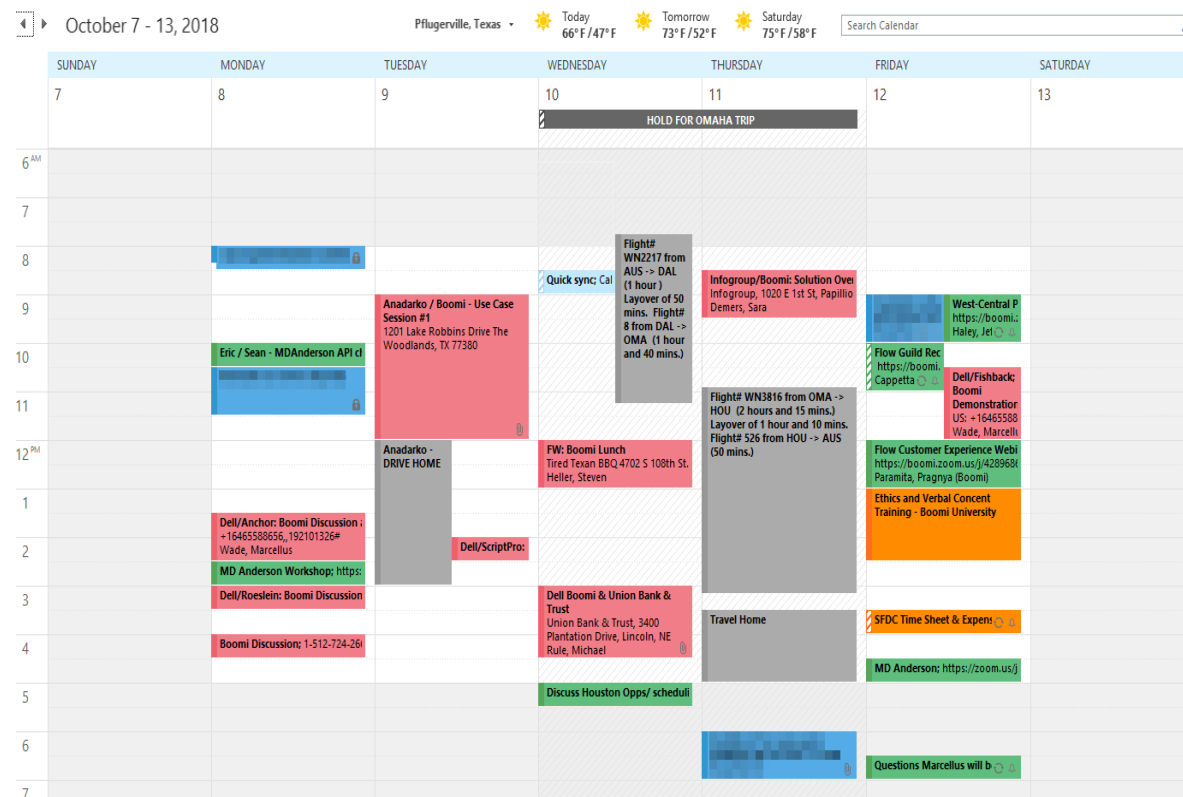 October 7 - 13, 2018
Pflugerville, Texas
Today
66° F/47° F
Tomorrow
73° F/52° F
Saturday
75° F/58° F
Search Calendar
SUNDAY
MONDAY
TUESDAY
WEDNESDAY
THURSDAY
FRIDAY
SATURDAY
7
8
9
10
11
12
13
HOLD FOR OMAHA TRIP
6 AM
7
8
9
10
11
12 PM
1
2
3
4
5
6
7
Eric / Sean - MDAnderson API cl
Dell/Anchor: Boomi Discussion
+16465588656,,192101326#
Wade, Marcellus
MD Anderson Workshop; https:
Dell/Roeslein: Boomi Discussion
Boomi Discussion; 1-512-724-26
Anadarko / Boomi - Use Case
Session #1
1201 Lake Robbins Drive The
Woodlands, TX 77380
Anadarko -
DRIVE HOME
Dell/ScriptPro:
Quick sync; Cal
Flight#
WN2217 from
AUS -> DAL
(1 hour )
Layover of 50
mins. Flight#
8 from DAL ->
OMA (1 hour
and 40 mins.)
FW: Boomi Lunch
Tired Texan BBQ 4702 S 108th St.
Heller, Steven
Dell Boomi & Union Bank &
Trust
Union Bank & Trust, 3400
Plantation Drive, Lincoln, NE
Rule, Michael
Discuss Houston Opps/ scheduli
Infogroup/Boomi: Solution Over
Infogroup, 1020 E 1st St, Papillio
Demers, Sara
Flight# WN3816 from OMA ->
HOU (2 hours and 15 mins.)
Layover of 1 hour and 10 mins.
Flight# 526 from HOU -> AUS
(50 mins.)
Travel Home
West-Central P
https://boomi.
Haley, Jef
Flow Guild Rec
https://boomi.
Cappetta
Dell/Fishback;
Boomi
Demonstration
US: +16465588
Wade, Marcell
Flow Customer Experience Webi
https://boomi.zoom.us/j/428968
Paramita, Pragnya (Boomi)
Ethics and Verbal Concent
Training - Boomi University
SFDC Time Sheet & Expens
MD Anderson; https://zoom.us/j
Questions Marcellus will b